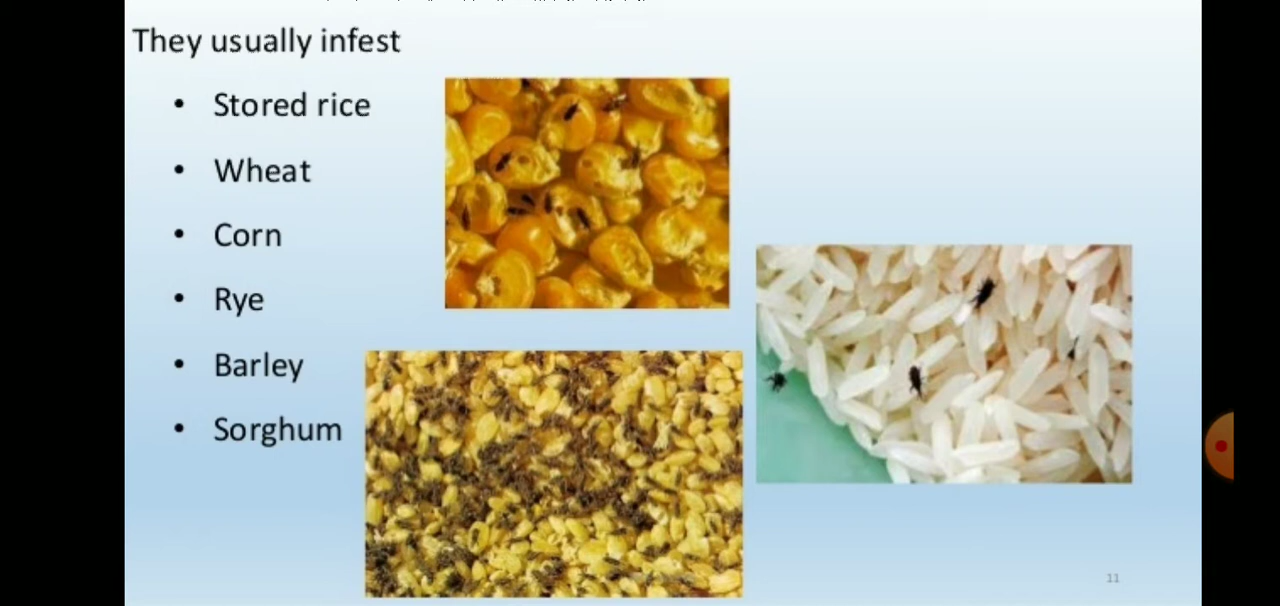 They usually infest
• Stored rice
• Wheat
• Corn
• Rye
• Barley
• Sorghum
11